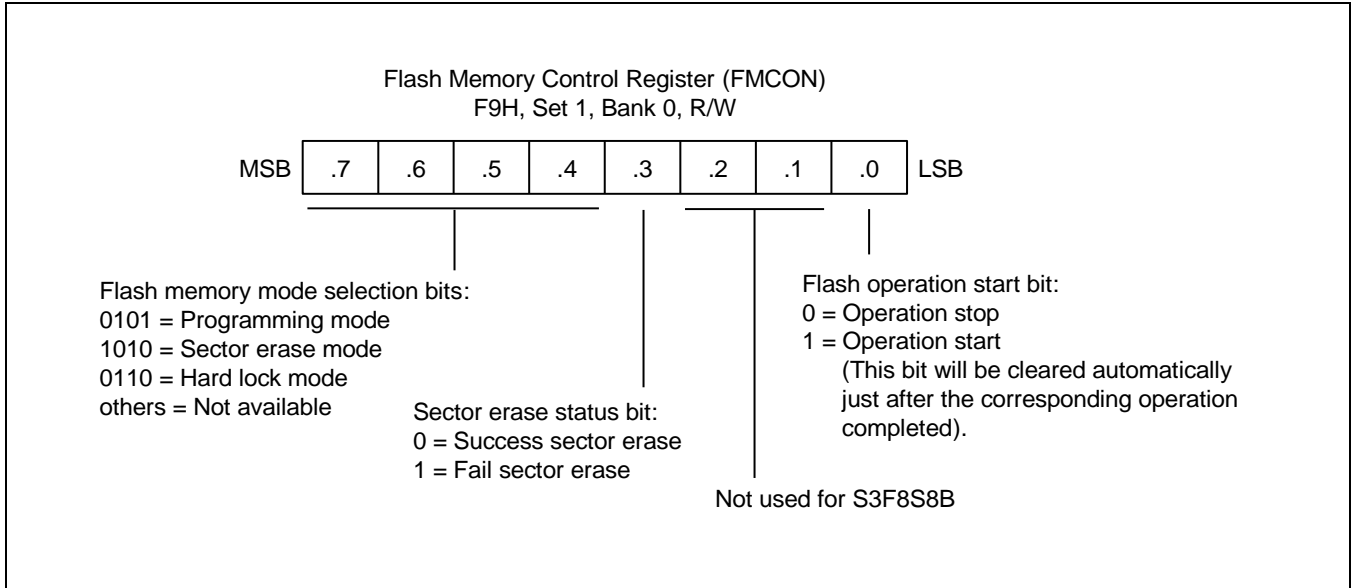 Flash Memory Control Register (FMCON)
F9H, Set 1, Bank 0, R/W
MSB .7 .6 .5 .4 .3 .2 .1 .0 LSB
Flash memory mode selection bits:
0101 = Programming mode
1010 = Sector erase mode
0110 = Hard lock mode
others = Not available
Sector erase status bit:
0 = Success sector erase
1 = Fail sector erase
Not used for S3F8S8B
Flash operation start bit:
0 = Operation stop
1 = Operation start
(This bit will be cleared automatically
just after the corresponding operation
completed).